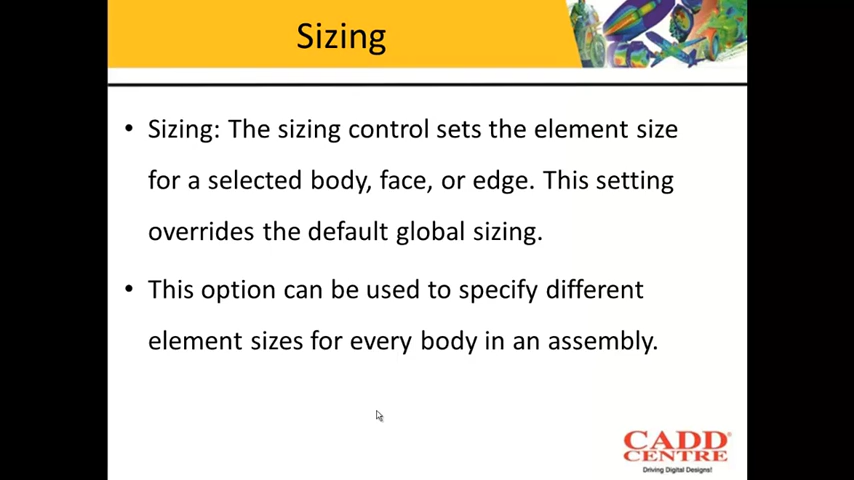 Sizing
• Sizing: The sizing control sets the element size
for a selected body, face, or edge. This setting
overrides the default global sizing.
• This option can be used to specify different
element sizes for every body in an assembly.
CADD
CENTRE
Driving Digital Designs!